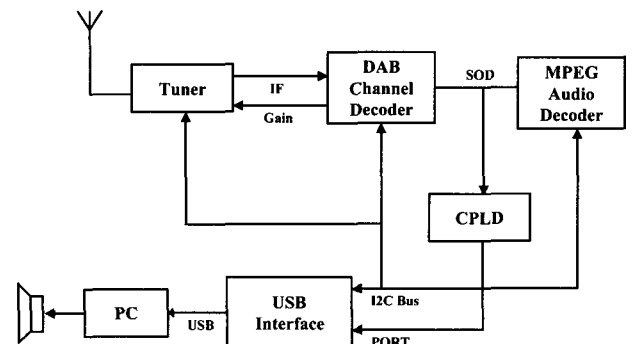 Tuner
IF
Gain
DAB
Channel
Decoder
SOD
MPEG
Audio
Decoder
CPLD
I2C Bus
PORT
USB
Interface
USB
PC